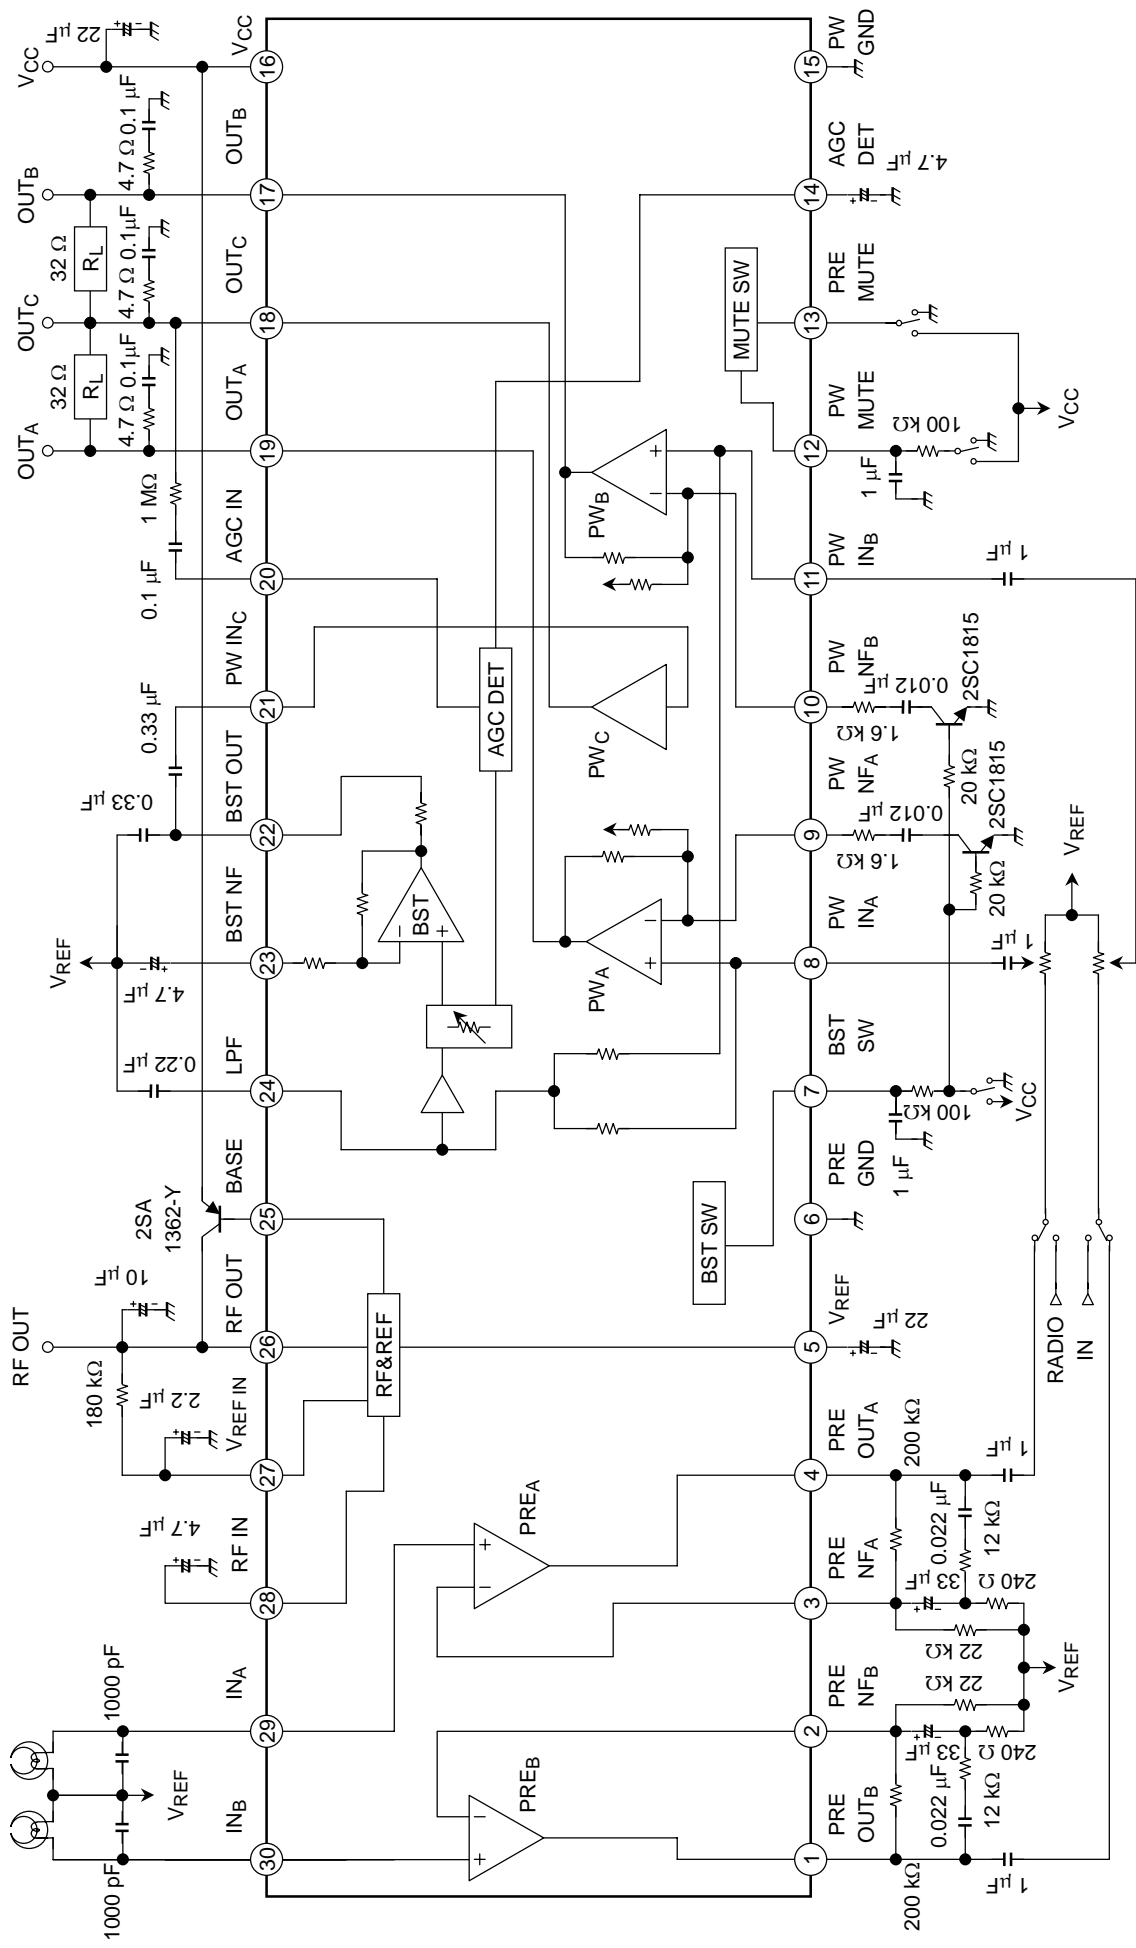 RF OUT
VREF
OUTA
OUTC
OUTB
VCC
1000 pF
1000 pF
VREF
4.7 μF
2.2 μF
180 kΩ
10 μF
2SA
1362-Y
0.22 μF
4.7 μF
0.33 μF
0.33 μF
0.1 μF
1 MΩ
32 Ω
RL
4.7 Ω 0.1μF
32 Ω
RL
4.7 Ω 0.1μF
4.7 Ω 0.1 μF
22 μF
INB
INA
RF IN
VREF IN
RF OUT
BASE
LPF
BST NF
BST OUT
PW INC
AGC IN
OUTA
OUTC
OUTB
VCC
30
29
28
27
26
25
24
23
22
21
20
19
18
17
16
PREB
PREA
RF&REF
BST
BST SW
AGC DET
PWA
PWC
PWB
MUTE SW
1
2
3
4
5
6
7
8
9
10
11
12
13
14
15
PRE
OUTB
PRE
NFB
PRE
NFA
PRE
OUTA
VREF
PRE
GND
BST
SW
PW
INA
PW
NFA
PW
NFB
PW
INB
PW
MUTE
PRE
MUTE
AGC
DET
PW
GND
200 kΩ
0.022 μF
12 kΩ
1 μF
33 μF
240 Ω
22 kΩ
22 kΩ
VREF
33 μF
240 Ω
0.022 μF
12 kΩ
200 kΩ
1 μF
22 μF
RADIO
IN
1 μF
100 kΩ
VCC
1 μF
VREF
1.6 kΩ
0.012 μF
20 kΩ
2SC1815
1.6 kΩ
0.012 μF
20 kΩ
2SC1815
1 μF
1 μF
100 kΩ
VCC
4.7 μF